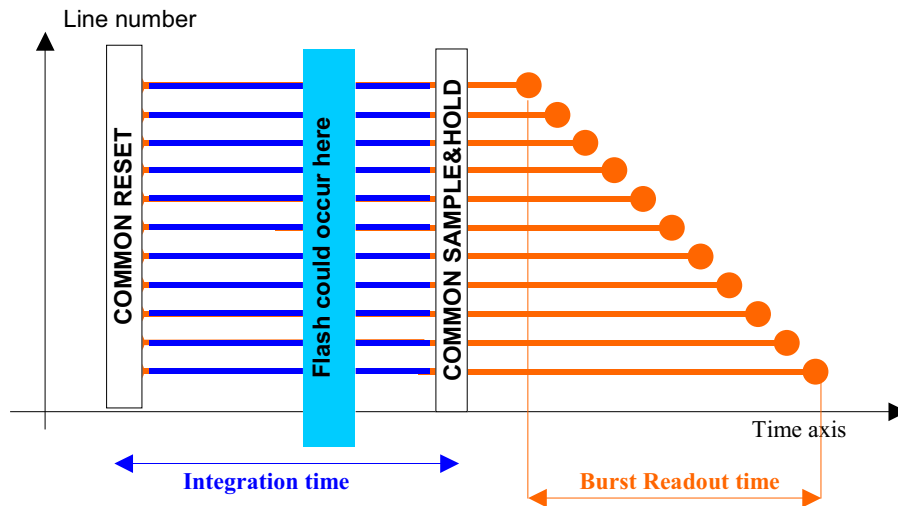 Line number
COMMON RESET
Flash could occur here
COMMON SAMPLE&HOLD
Time axis
Integration time
Burst Readout time